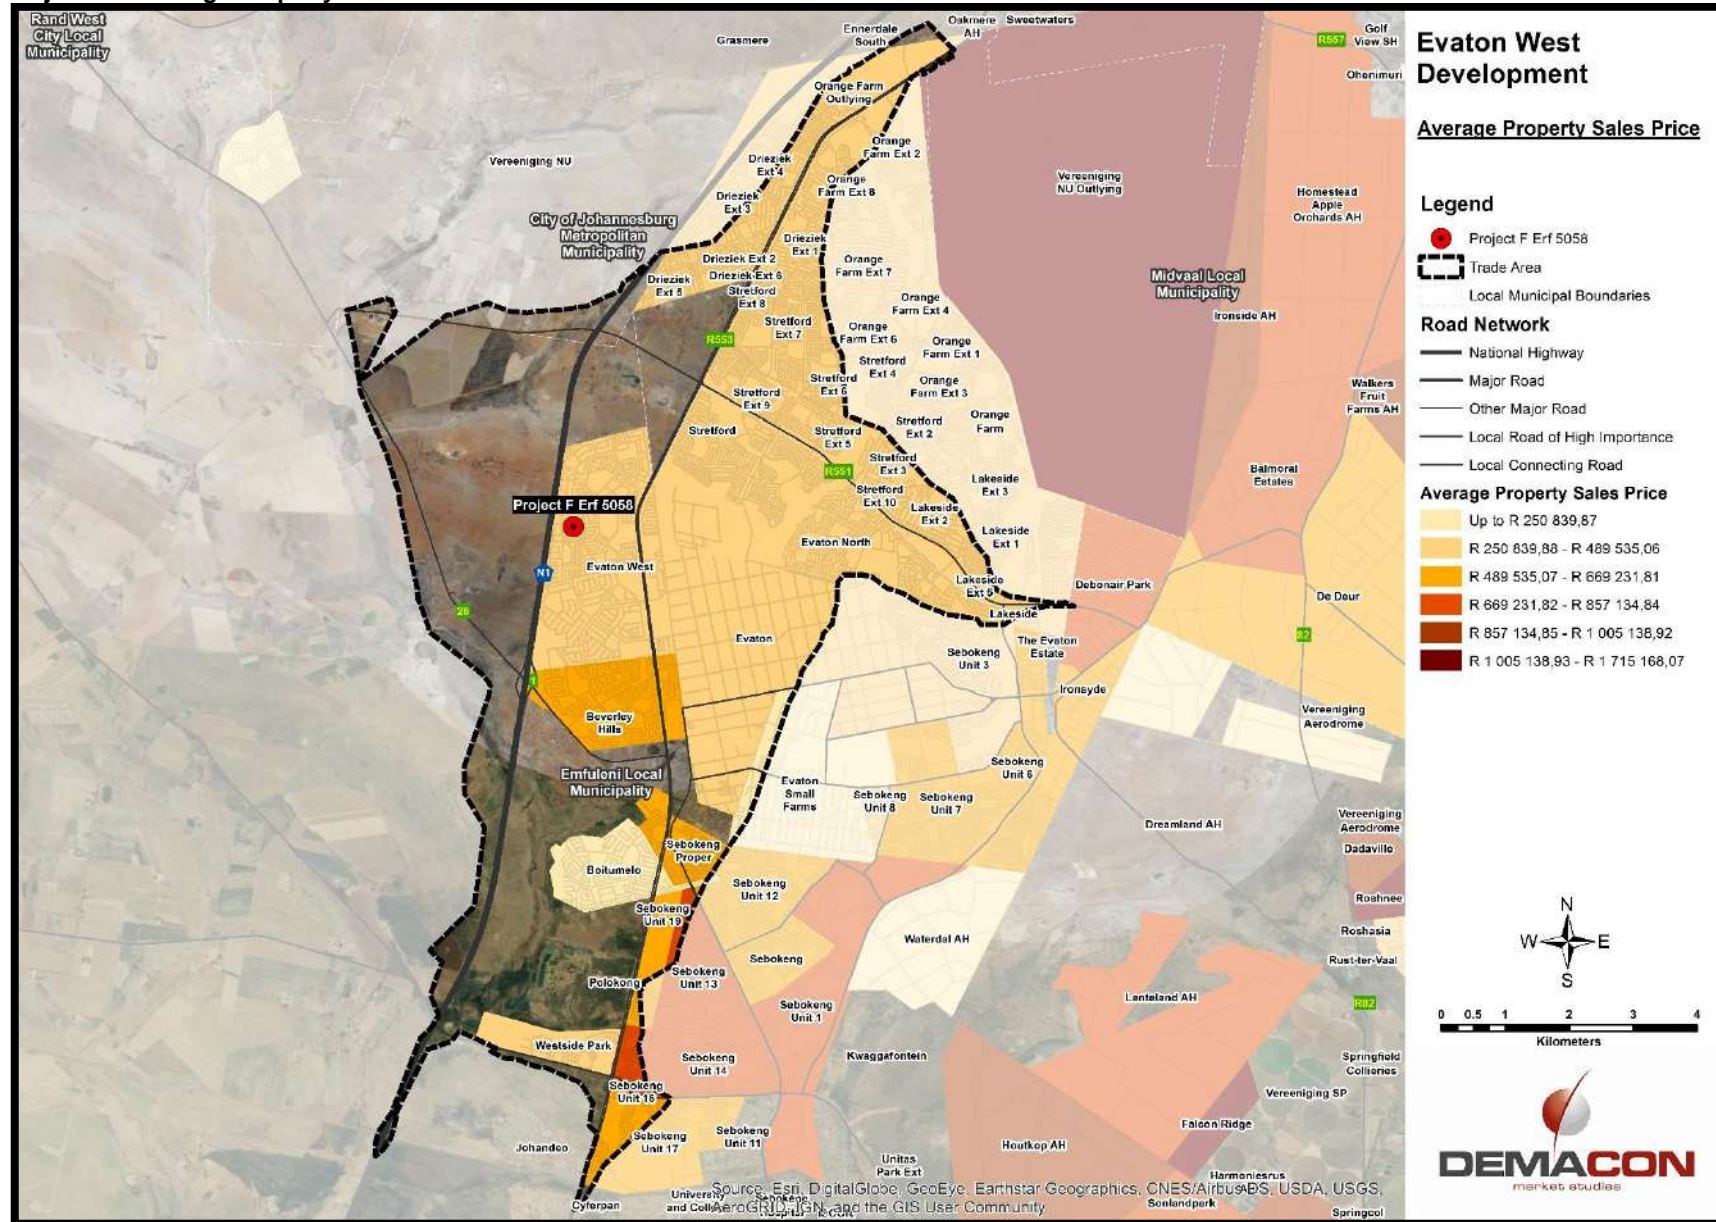 Rand West
City Local
Municipality
Grasmere
Ennerdale
South
Oakmere
AH
Sweetwaters
R557
Golf
View SH
Ohenimuri
Orange Farm
Outlying
Vereeniging NU
Drieziek
Ext 4
Orange
Farm Ext 2
Drieziek
Ext 3
Orange
Farm Ext 8
Vereeniging
NU Outlying
Homestead
Apple
Orchards AH
City of Johannesburg
Metropolitan
Municipality
Drieziek
Ext 1
Drieziek Ext 2
Drieziek Ext 6
Drieziek
Ext 5
Stretford
Ext 8
Orange
Farm Ext 7
Midvaal Local
Municipality
Orange
Farm Ext 4
Ironside AH
Stretford
Ext 7
Orange
Farm Ext 6
Orange
Farm Ext 1
R553
Stretford
Ext 4
Stretford
Ext 6
Orange
Farm Ext 3
Walkers
Fruit
Farms AH
Stretford
Ext 9
Stretford
Stretford
Ext 5
Stretford
Ext 2
Orange
Farm
R551
Stretford
Ext 3
Balmoral
Estates
Stretford
Ext 10
Lakeside
Ext 3
Lakeside
Ext 2
Project F Erf 5058
Lakeside
Ext 1
Evaton North
Evaton West
N1
Lakeside
Ext 5
Debonair Park
De Deur
28
Lakeside
82
Evaton
The Evaton
Estate
Sebokeng
Unit 3
1
Ironsyde
Beverley
Hills
Vereeniging
Aerodrome
Emfuleni Local
Municipality
Evaton
Small
Farms
Sebokeng
Unit 6
Sebokeng
Unit 8
Sebokeng
Unit 7
Dreamland AH
Vereeniging
Aerodrome
Dadaville
Sebokeng
Proper
Boitumelo
Sebokeng
Unit 12
Roshnee
Sebokeng
Unit 19
Waterdal AH
Roshasia
Sebokeng
Rust-ter-Vaal
Polokong
Sebokeng
Unit 13
Sebokeng
Unit 1
Lenteland AH
R82
Westside Park
Sebokeng
Unit 14
Kwaggafontein
Springfield
Collieries
Sebokeng
Unit 16
Vereeniging SP
Falcon Ridge
Johandeo
Sebokeng
Unit 17
Sebokeng
Unit 11
Houtkop AH
Unitas
Park Ext
Harmoniesrus
Sonlandpark
Cyferpan
University
Springcol
Source: Esri, DigitalGlobe, GeoEye, Earthstar Geographics, CNES/Airbus DS, USDA, USGS,
AeroGRID, IGN, and the GIS User Community
Evaton West
Development
Average Property Sales Price
Legend
Project F Erf 5058
Trade Area
Local Municipal Boundaries
Road Network
National Highway
Major Road
Other Major Road
Local Road of High Importance
Local Connecting Road
Average Property Sales Price
Up to R 250 839,87
R 250 839,88 - R 489 535,06
R 489 535,07 - R 669 231,81
R 669 231,82 - R 857 134,84
R 857 134,85 - R 1 005 138,92
R 1 005 138,93 - R 1 715 168,07
N
W E
S
0 0.5 1 2 3 4
Kilometers
DEMACON
market studies